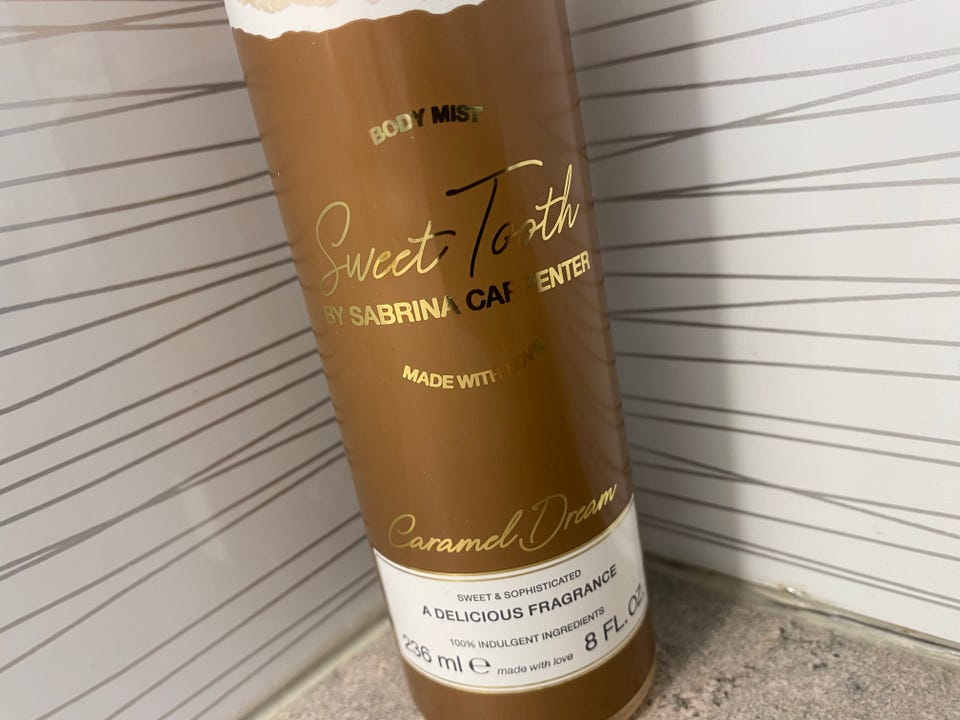 BODY MIST
Sweet Tooth
BY SABRINA CARPENTER
MADE WITH LOVE
Caramel Dream
SWEET & SOPHISTICATED
A DELICIOUS FRAGRANCE
100% INDULGENT INGREDIENTS
236 ml ℮ made with love 8 FL. OZ.